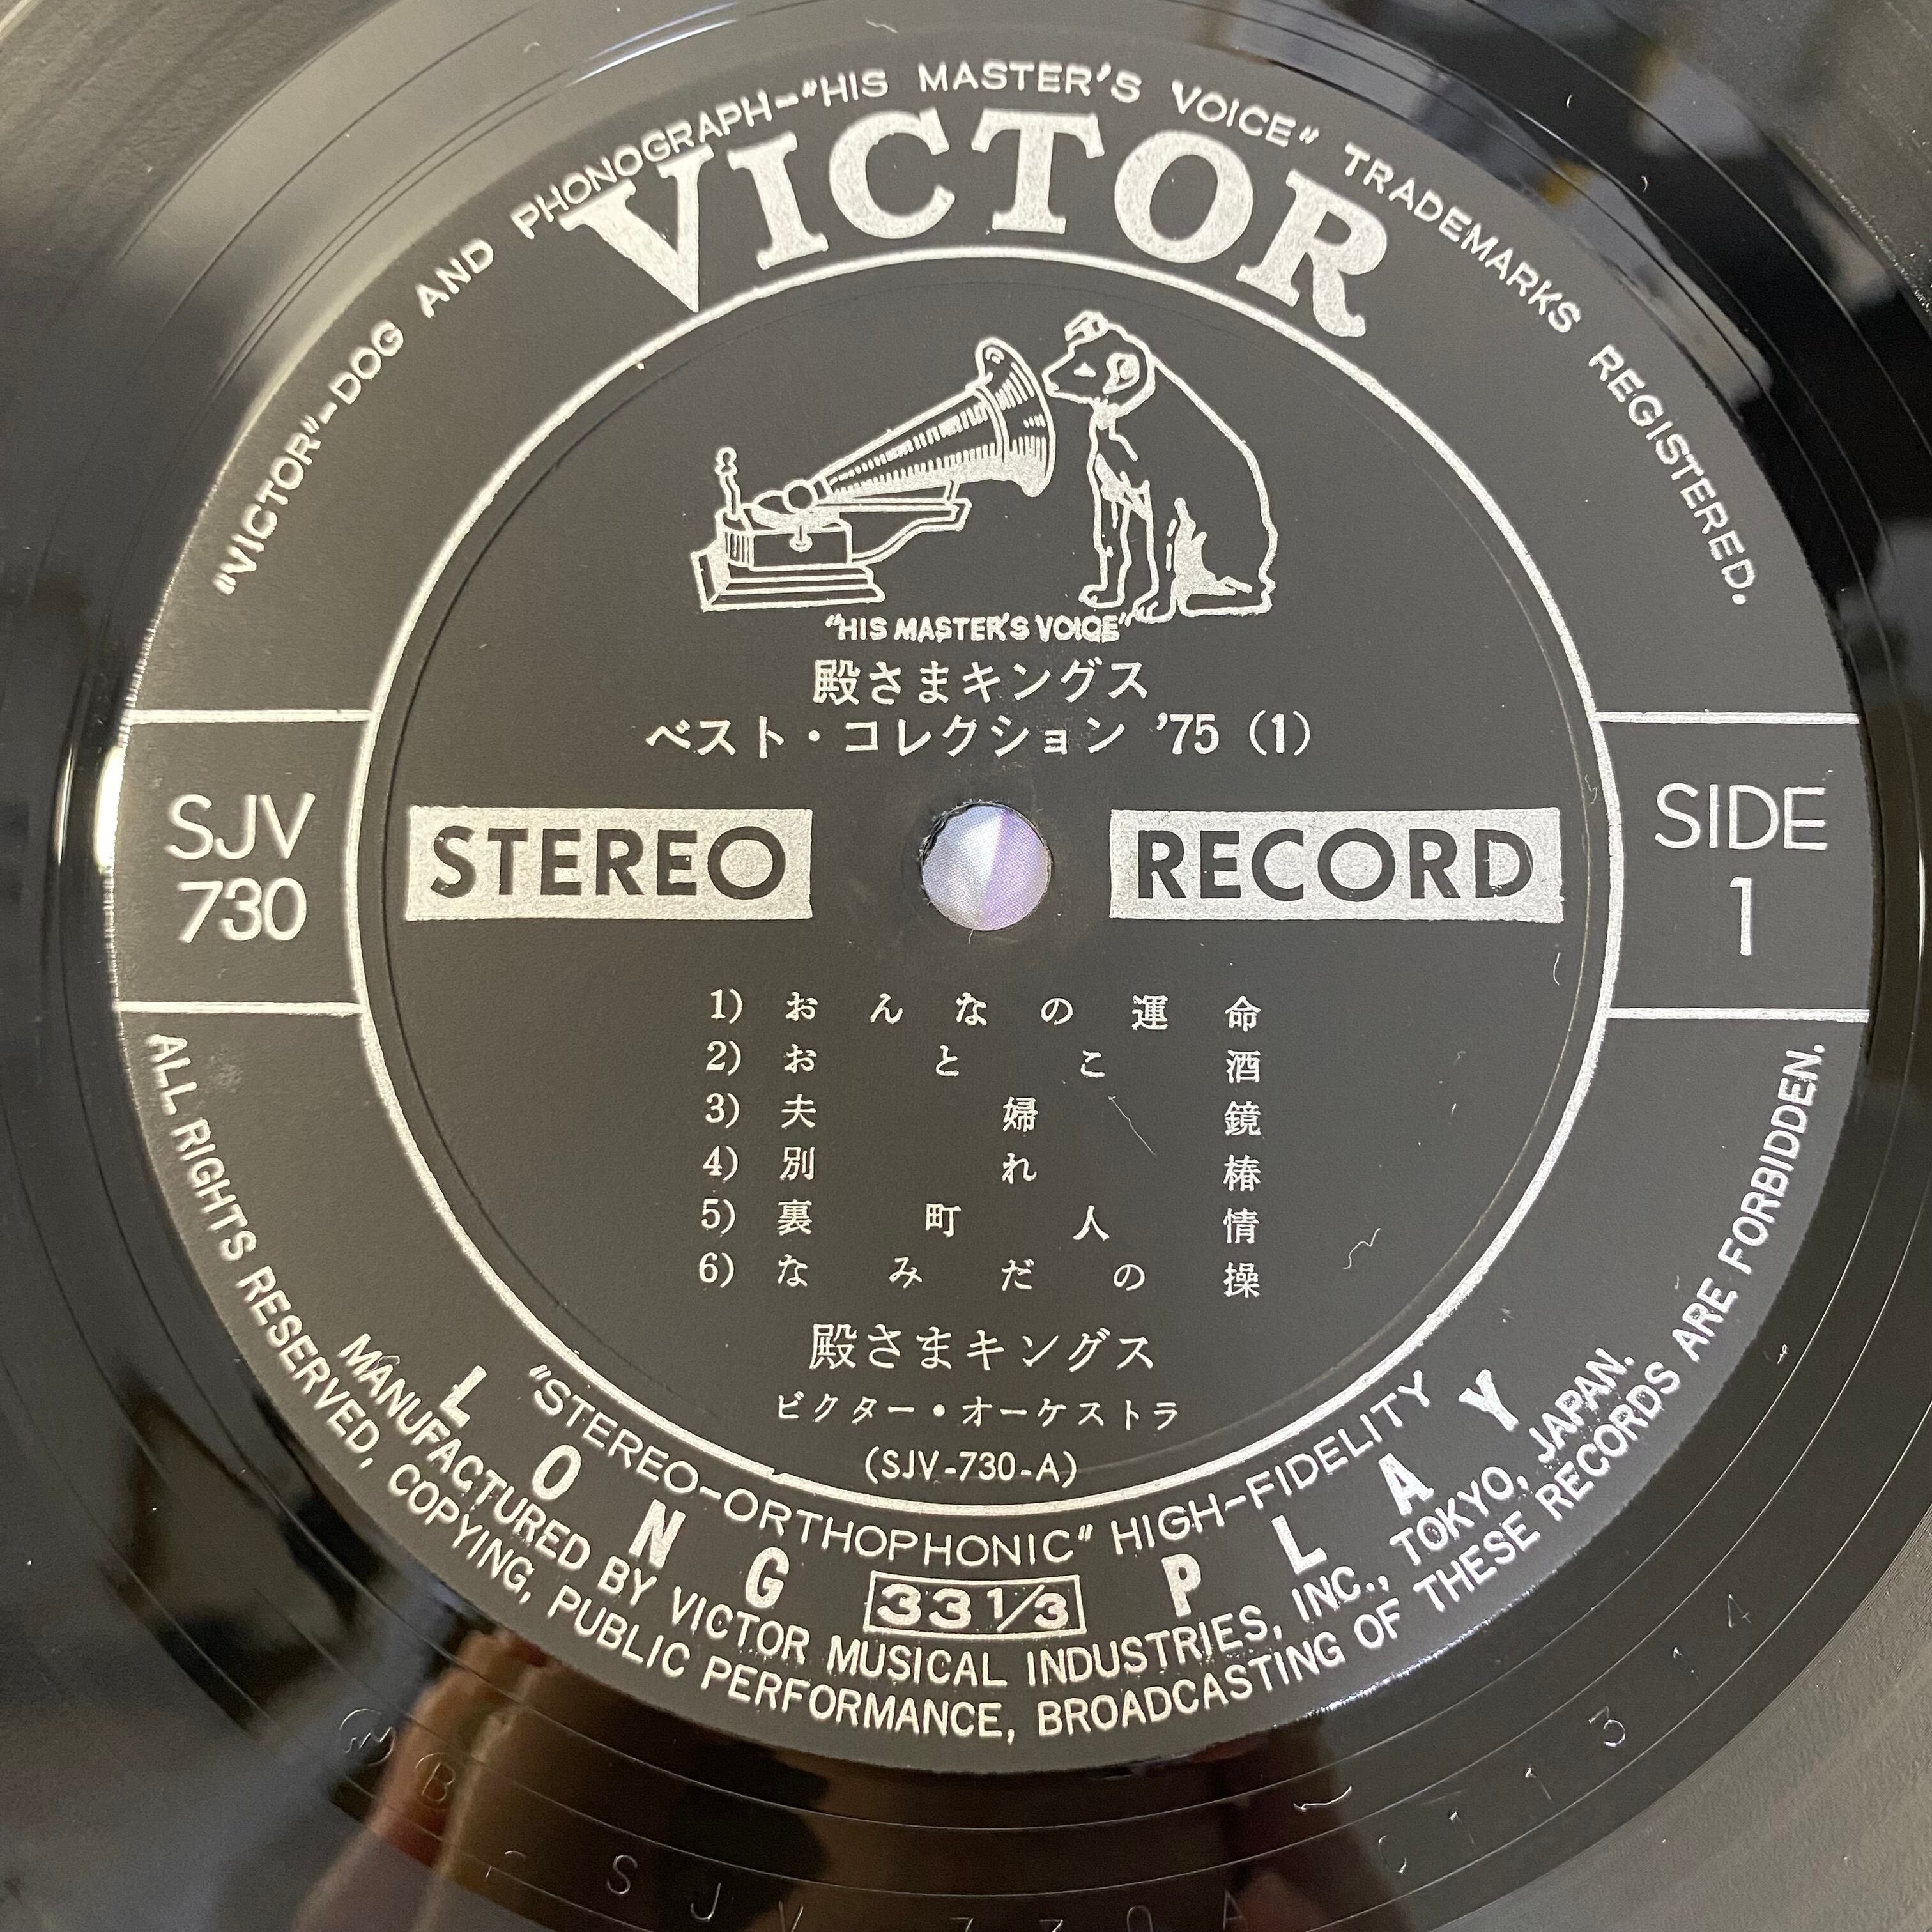 "VICTOR"-DOG AND PHONOGRAPH-"HIS MASTER'S VOICE" TRADEMARKS REGISTERED.
VICTOR
"HIS MASTER'S VOICE"
殿さまキングス
ベスト・コレクション '75 (1)
SJV
730
STEREO
RECORD
SIDE
1
1) おんなの運命
2) おとこ酒
3) 夫婦鏡
4) 別れ椿
5) 裏町人情
6) なみだの操
殿さまキングス
ビクター・オーケストラ
(SJV-730-A)
"STEREO-ORTHOPHONIC" HIGH-FIDELITY
LONG 33 1/3 PLAY
MANUFACTURED BY VICTOR MUSICAL INDUSTRIES, INC., TOKYO, JAPAN.
ALL RIGHTS RESERVED, COPYING, PUBLIC PERFORMANCE, BROADCASTING OF THESE RECORDS ARE FORBIDDEN.
SJV 730A